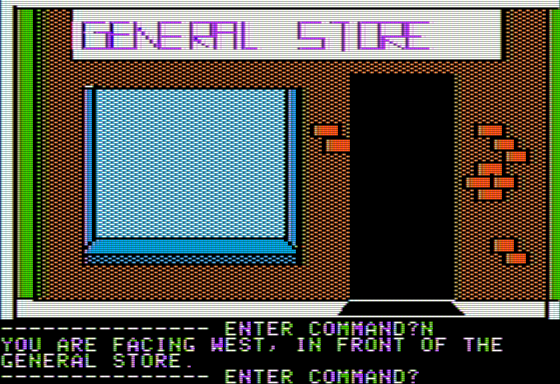 GENERAL STORE
--------------- ENTER COMMAND?N
YOU ARE FACING WEST, IN FRONT OF THE
GENERAL STORE.
--------------- ENTER COMMAND?